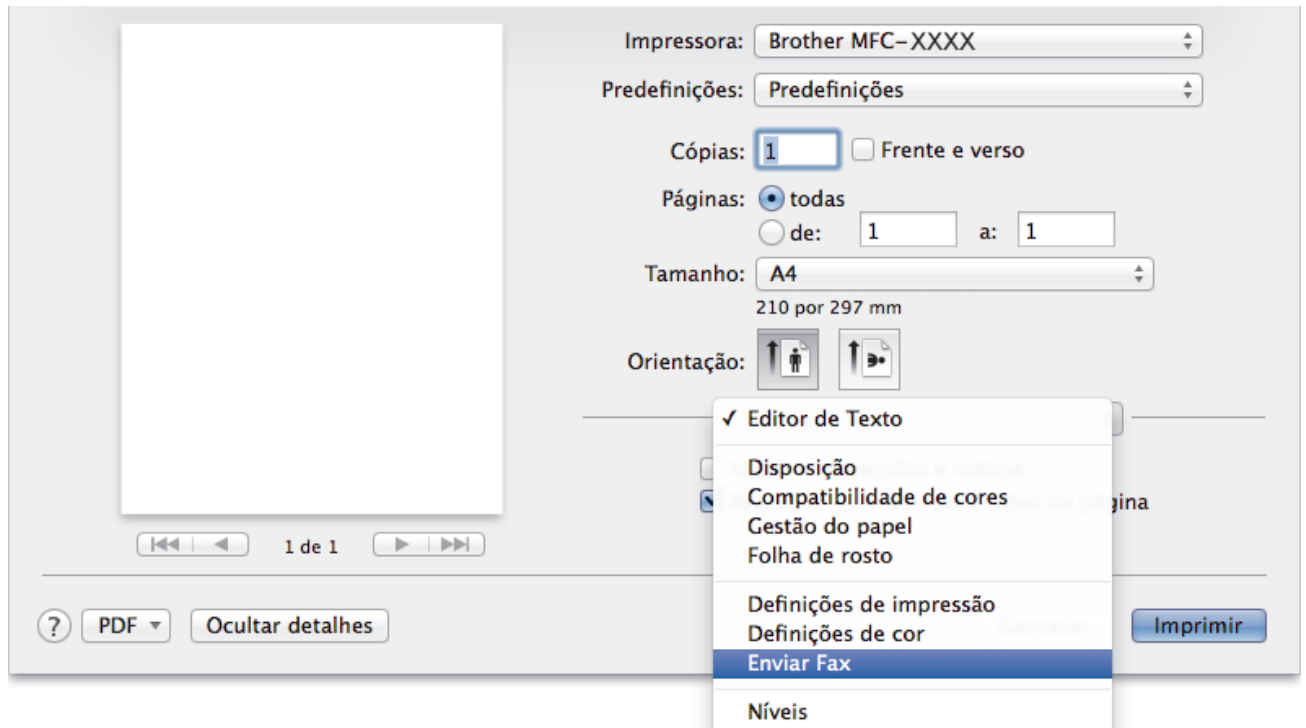 Impressora: Brother MFC-XXXX
Predefinições: Predefinições
Cópias: 1 Frente e verso
Páginas: todas
de: 1 a: 1
Tamanho: A4
210 por 297 mm
Orientação:
✓ Editor de Texto
Disposição
Compatibilidade de cores
gina
Gestão do papel
1 de 1
Folha de rosto
Definições de impressão
? PDF Ocultar detalhes
Definições de cor
Cancelar Imprimir
Enviar Fax
Níveis